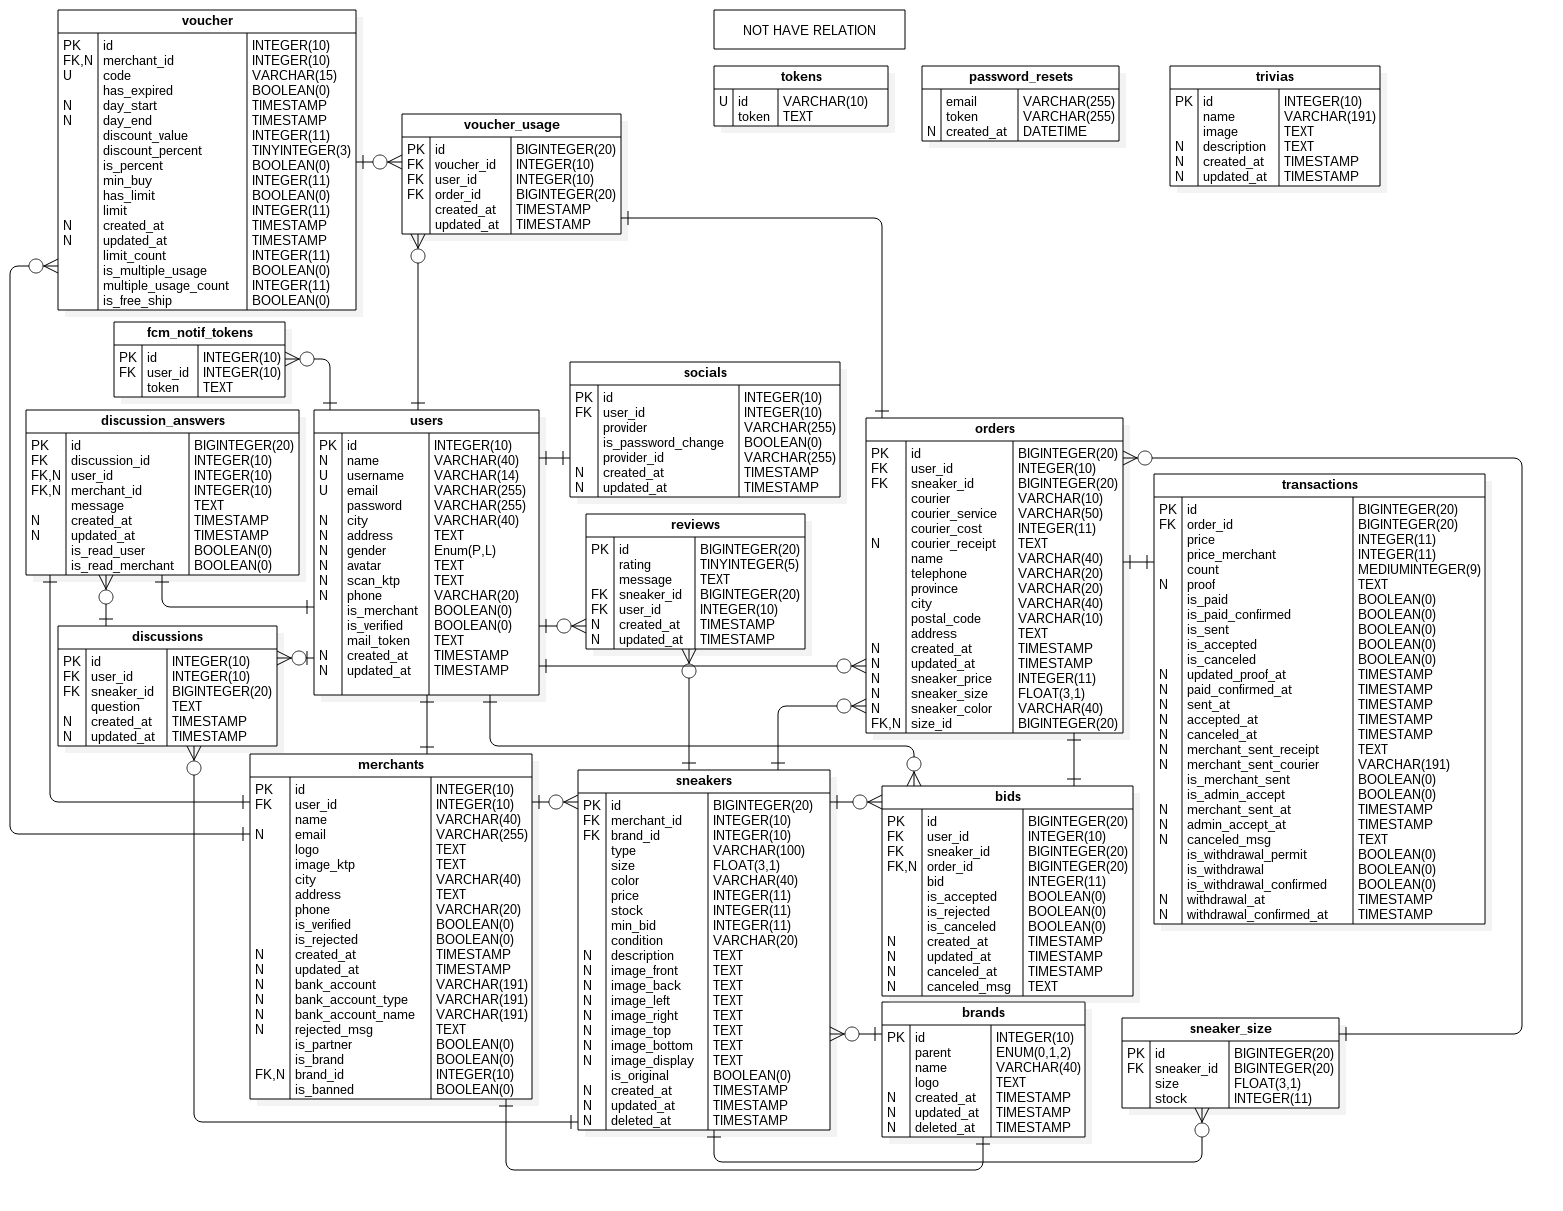 voucher
PK id INTEGER(10)
FK,N merchant_id INTEGER(10)
U code VARCHAR(15)
has_expired BOOLEAN(0)
N day_start TIMESTAMP
N day_end TIMESTAMP
discount_value INTEGER(11)
discount_percent TINYINTEGER(3)
is_percent BOOLEAN(0)
min_buy INTEGER(11)
has_limit BOOLEAN(0)
limit INTEGER(11)
N created_at TIMESTAMP
N updated_at TIMESTAMP
limit_count INTEGER(11)
is_multiple_usage BOOLEAN(0)
multiple_usage_count INTEGER(11)
is_free_ship BOOLEAN(0)
NOT HAVE RELATION
tokens
U id VARCHAR(10)
token TEXT
password_resets
email VARCHAR(255)
token VARCHAR(255)
N created_at DATETIME
trivias
PK id INTEGER(10)
name VARCHAR(191)
image TEXT
N description TEXT
N created_at TIMESTAMP
N updated_at TIMESTAMP
voucher_usage
PK id BIGINTEGER(20)
FK voucher_id INTEGER(10)
FK user_id INTEGER(10)
FK order_id BIGINTEGER(20)
created_at TIMESTAMP
updated_at TIMESTAMP
fcm_notif_tokens
PK id INTEGER(10)
FK user_id INTEGER(10)
token TEXT
discussion_answers
PK id BIGINTEGER(20)
FK discussion_id INTEGER(10)
FK,N user_id INTEGER(10)
FK,N merchant_id INTEGER(10)
message TEXT
N created_at TIMESTAMP
N updated_at TIMESTAMP
is_read_user BOOLEAN(0)
is_read_merchant BOOLEAN(0)
users
PK id INTEGER(10)
N name VARCHAR(40)
U username VARCHAR(14)
U email VARCHAR(255)
password VARCHAR(255)
N city VARCHAR(40)
N address TEXT
N gender Enum(P,L)
N avatar TEXT
N scan_ktp TEXT
N phone VARCHAR(20)
is_merchant BOOLEAN(0)
is_verified BOOLEAN(0)
mail_token TEXT
N created_at TIMESTAMP
N updated_at TIMESTAMP
socials
PK id INTEGER(10)
FK user_id INTEGER(10)
provider VARCHAR(255)
is_password_change BOOLEAN(0)
provider_id VARCHAR(255)
N created_at TIMESTAMP
N updated_at TIMESTAMP
reviews
PK id BIGINTEGER(20)
rating TINYINTEGER(5)
message TEXT
FK sneaker_id BIGINTEGER(20)
FK user_id INTEGER(10)
N created_at TIMESTAMP
N updated_at TIMESTAMP
orders
PK id BIGINTEGER(20)
FK user_id INTEGER(10)
FK sneaker_id BIGINTEGER(20)
courier VARCHAR(10)
courier_service VARCHAR(50)
courier_cost INTEGER(11)
N courier_receipt TEXT
name VARCHAR(40)
telephone VARCHAR(20)
province VARCHAR(20)
city VARCHAR(40)
postal_code VARCHAR(10)
address TEXT
N created_at TIMESTAMP
N updated_at TIMESTAMP
N sneaker_price INTEGER(11)
N sneaker_size FLOAT(3,1)
N sneaker_color VARCHAR(40)
FK,N size_id BIGINTEGER(20)
transactions
PK id BIGINTEGER(20)
FK order_id BIGINTEGER(20)
price INTEGER(11)
price_merchant INTEGER(11)
count MEDIUMINTEGER(9)
N proof TEXT
is_paid BOOLEAN(0)
is_paid_confirmed BOOLEAN(0)
is_sent BOOLEAN(0)
is_accepted BOOLEAN(0)
is_canceled BOOLEAN(0)
N updated_proof_at TIMESTAMP
N paid_confirmed_at TIMESTAMP
N sent_at TIMESTAMP
N accepted_at TIMESTAMP
N canceled_at TIMESTAMP
N merchant_sent_receipt TEXT
N merchant_sent_courier VARCHAR(191)
is_merchant_sent BOOLEAN(0)
is_admin_accept BOOLEAN(0)
N merchant_sent_at TIMESTAMP
N admin_accept_at TIMESTAMP
N canceled_msg TEXT
is_withdrawal_permit BOOLEAN(0)
is_withdrawal BOOLEAN(0)
is_withdrawal_confirmed BOOLEAN(0)
N withdrawal_at TIMESTAMP
N withdrawal_confirmed_at TIMESTAMP
discussions
PK id INTEGER(10)
FK user_id INTEGER(10)
FK sneaker_id BIGINTEGER(20)
question TEXT
N created_at TIMESTAMP
N updated_at TIMESTAMP
merchants
PK id INTEGER(10)
FK user_id INTEGER(10)
name VARCHAR(40)
N email VARCHAR(255)
logo TEXT
image_ktp TEXT
city VARCHAR(40)
address TEXT
phone VARCHAR(20)
is_verified BOOLEAN(0)
is_rejected BOOLEAN(0)
N created_at TIMESTAMP
N updated_at TIMESTAMP
N bank_account VARCHAR(191)
N bank_account_type VARCHAR(191)
N bank_account_name VARCHAR(191)
N rejected_msg TEXT
is_partner BOOLEAN(0)
is_brand BOOLEAN(0)
FK,N brand_id INTEGER(10)
is_banned BOOLEAN(0)
sneakers
PK id BIGINTEGER(20)
FK merchant_id INTEGER(10)
FK brand_id INTEGER(10)
type VARCHAR(100)
size FLOAT(3,1)
color VARCHAR(40)
price INTEGER(11)
stock INTEGER(11)
min_bid INTEGER(11)
condition VARCHAR(20)
N description TEXT
N image_front TEXT
N image_back TEXT
N image_left TEXT
N image_right TEXT
N image_top TEXT
N image_bottom TEXT
N image_display TEXT
is_original BOOLEAN(0)
N created_at TIMESTAMP
N updated_at TIMESTAMP
N deleted_at TIMESTAMP
bids
PK id BIGINTEGER(20)
FK user_id INTEGER(10)
FK sneaker_id BIGINTEGER(20)
FK,N order_id BIGINTEGER(20)
bid INTEGER(11)
is_accepted BOOLEAN(0)
is_rejected BOOLEAN(0)
is_canceled BOOLEAN(0)
N created_at TIMESTAMP
N updated_at TIMESTAMP
N canceled_at TIMESTAMP
N canceled_msg TEXT
brands
PK id INTEGER(10)
parent ENUM(0,1,2)
name VARCHAR(40)
logo TEXT
N created_at TIMESTAMP
N updated_at TIMESTAMP
N deleted_at TIMESTAMP
sneaker_size
PK id BIGINTEGER(20)
FK sneaker_id BIGINTEGER(20)
size FLOAT(3,1)
stock INTEGER(11)